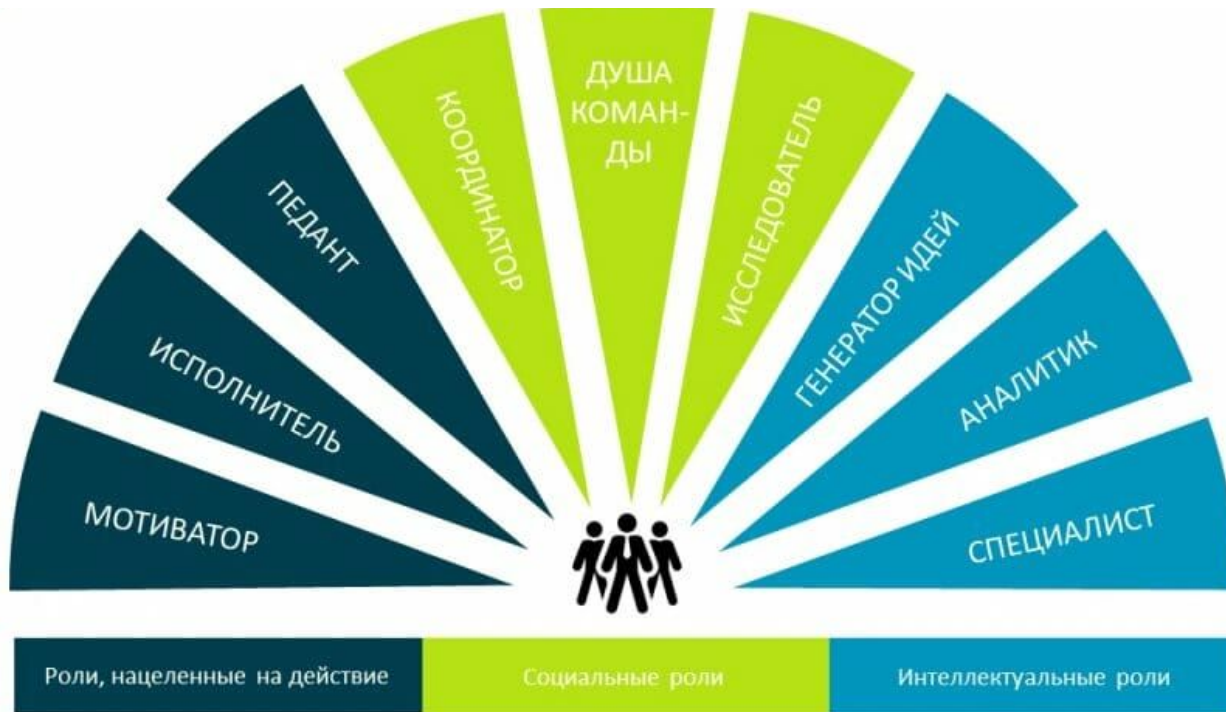 МОТИВАТОР
ИСПОЛНИТЕЛЬ
ПЕДАНТ
КООРДИНАТОР
ДУША
КОМАН-
ДЫ
ИССЛЕДОВАТЕЛЬ
ГЕНЕРАТОР ИДЕЙ
АНАЛИТИК
СПЕЦИАЛИСТ
Роли, нацеленные на действие
Социальные роли
Интеллектуальные роли